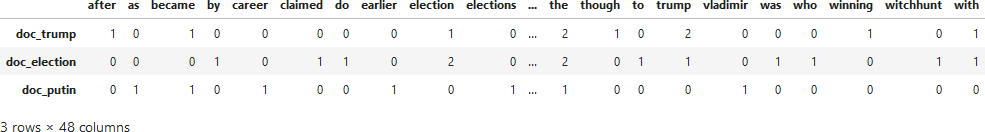 after as became by career claimed do earlier election elections ... the though to trump vladimir was who winning witchhunt with
doc_trump 1 0 1 0 0 0 0 0 1 0 ... 2 1 0 2 0 0 0 1 0 1
doc_election 0 0 0 1 0 1 1 0 2 0 ... 2 0 1 1 0 1 1 0 1 1
doc_putin 0 1 1 0 1 0 0 1 0 1 ... 1 0 0 0 1 0 0 0 0 0
3 rows × 48 columns